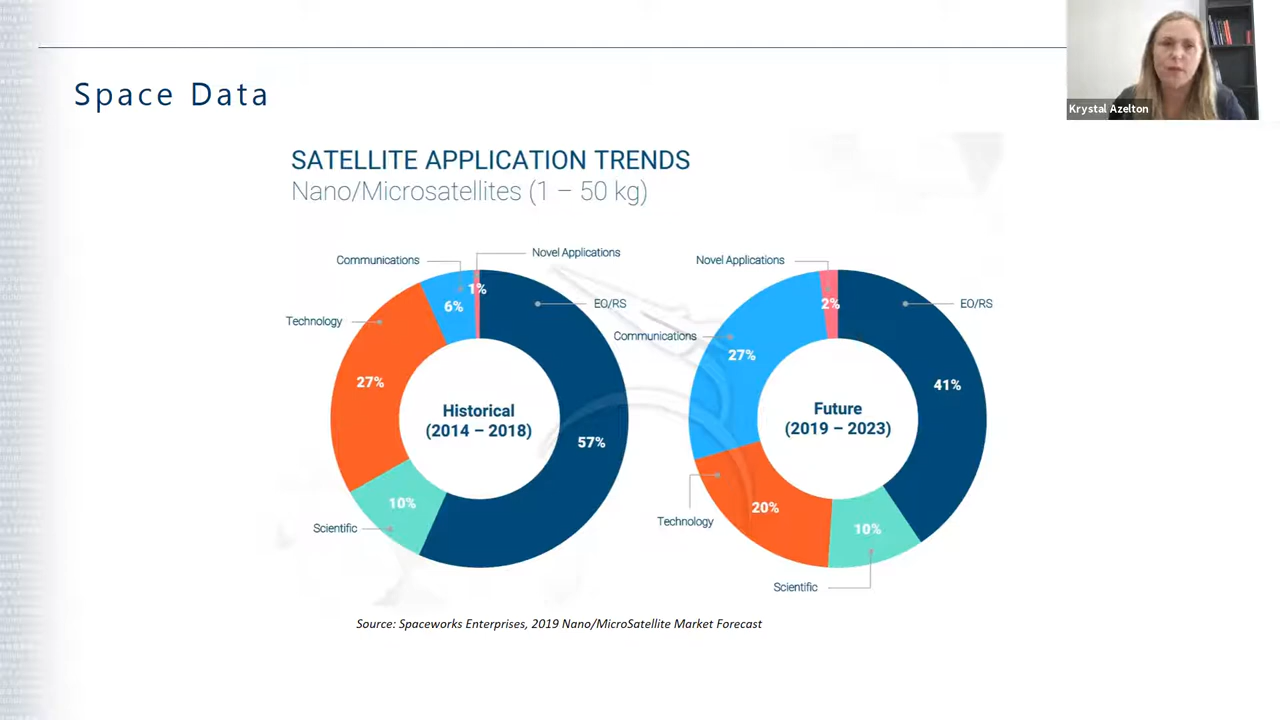 Krystal Azelton
Space Data
SATELLITE APPLICATION TRENDS
Nano/Microsatellites (1 – 50 kg)
Communications
Novel Applications
EO/RS
Technology
Scientific
1%
6%
27%
10%
57%
Historical
(2014 – 2018)
Novel Applications
EO/RS
Communications
Technology
Scientific
2%
27%
41%
20%
10%
Future
(2019 – 2023)
Source: Spaceworks Enterprises, 2019 Nano/MicroSatellite Market Forecast